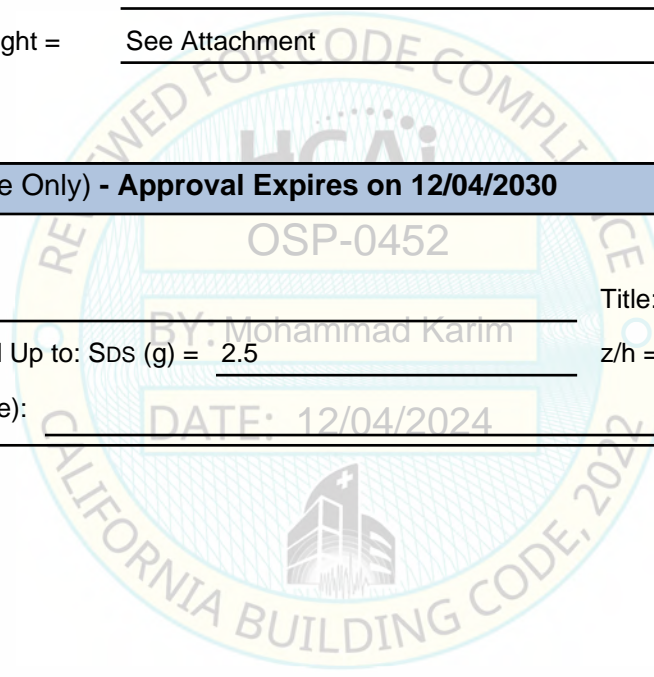 ght = See Attachment
REVIEWED FOR CODE COMPLIANCE
HCAi
e Only) - Approval Expires on 12/04/2030
OSP-0452
Title:
BY: Mohammad Karim
l Up to: SDS (g) = 2.5 z/h =
e):
DATE: 12/04/2024
CALIFORNIA BUILDING CODE, 2022